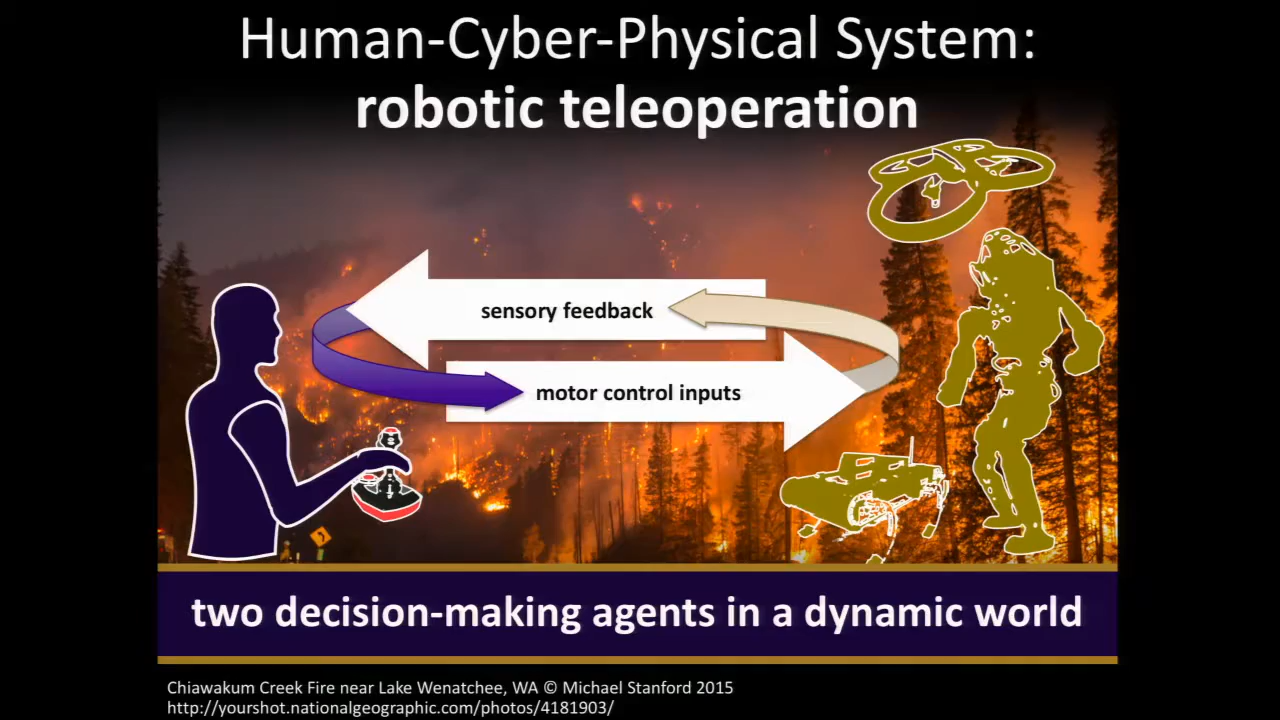 Human-Cyber-Physical System:
robotic teleoperation
sensory feedback
motor control inputs
two decision-making agents in a dynamic world
Chiawakum Creek Fire near Lake Wenatchee, WA © Michael Stanford 2015
http://yourshot.nationalgeographic.com/photos/4181903/